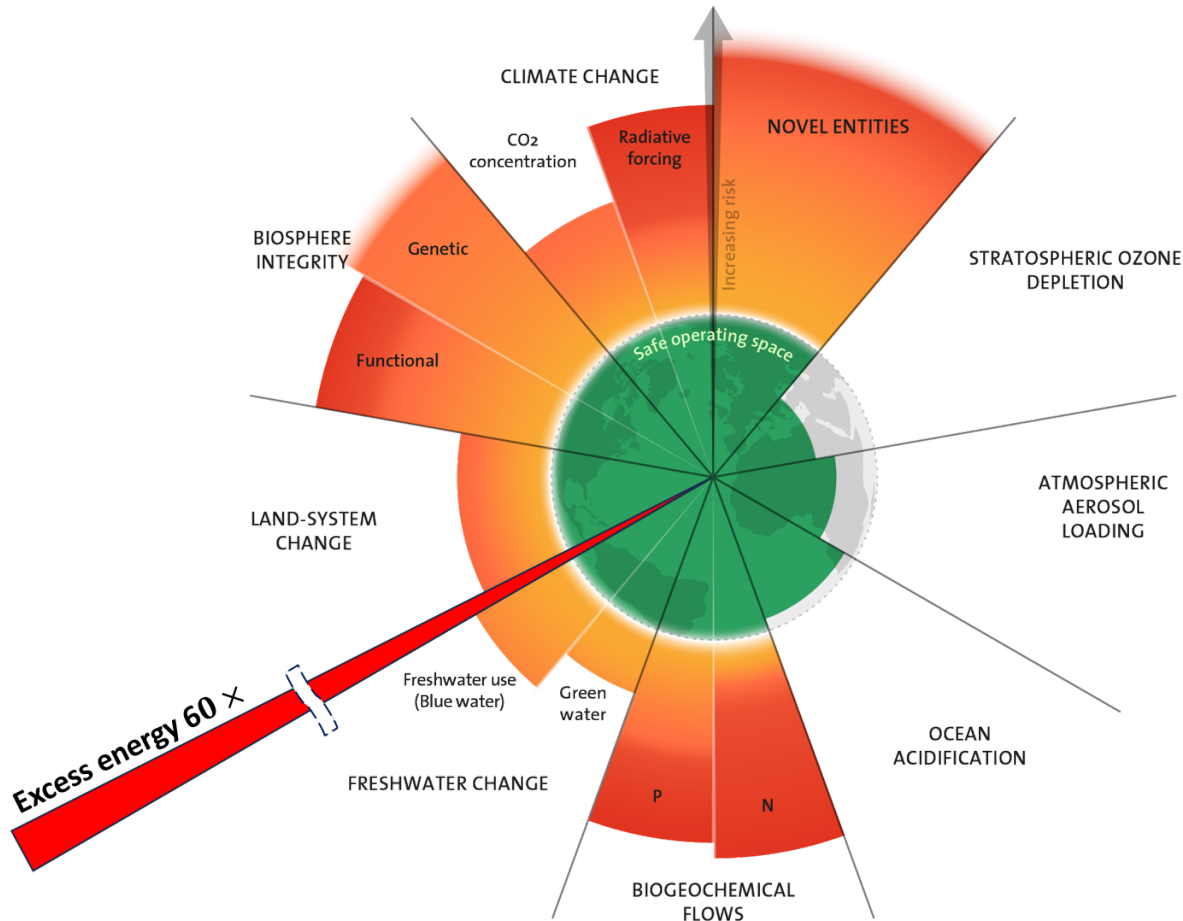 CLIMATE CHANGE
CO2
concentration
Radiative
forcing
NOVEL ENTITIES
Increasing risk
STRATOSPHERIC OZONE
DEPLETION
BIOSPHERE
INTEGRITY
Genetic
Functional
Safe operating space
ATMOSPHERIC
AEROSOL
LOADING
LAND-SYSTEM
CHANGE
Excess energy 60 ×
Freshwater use
(Blue water)
Green
water
FRESHWATER CHANGE
P
N
OCEAN
ACIDIFICATION
BIOGEOCHEMICAL
FLOWS